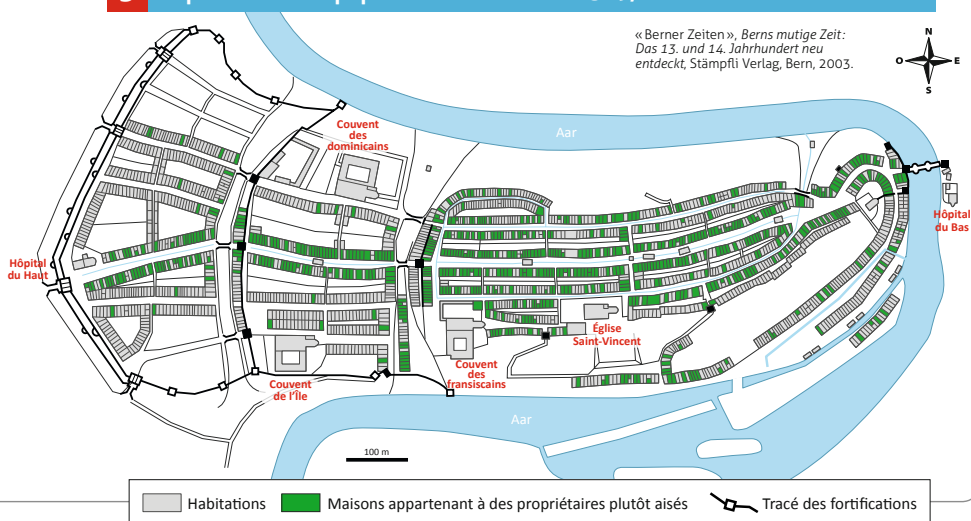 « Berner Zeiten », Berns mutige Zeit:
Das 13. und 14. Jahrhundert neu
entdeckt, Stämpfli Verlag, Bern, 2003.
N
O
E
S
Aar
Couvent
des
dominicains
Hôpital
du Bas
Hôpital
du Haut
Église
Saint-Vincent
Couvent
des
fransiscains
Couvent
de l'Île
Aar
100 m
Habitations
Maisons appartenant à des propriétaires plutôt aisés
Tracé des fortifications